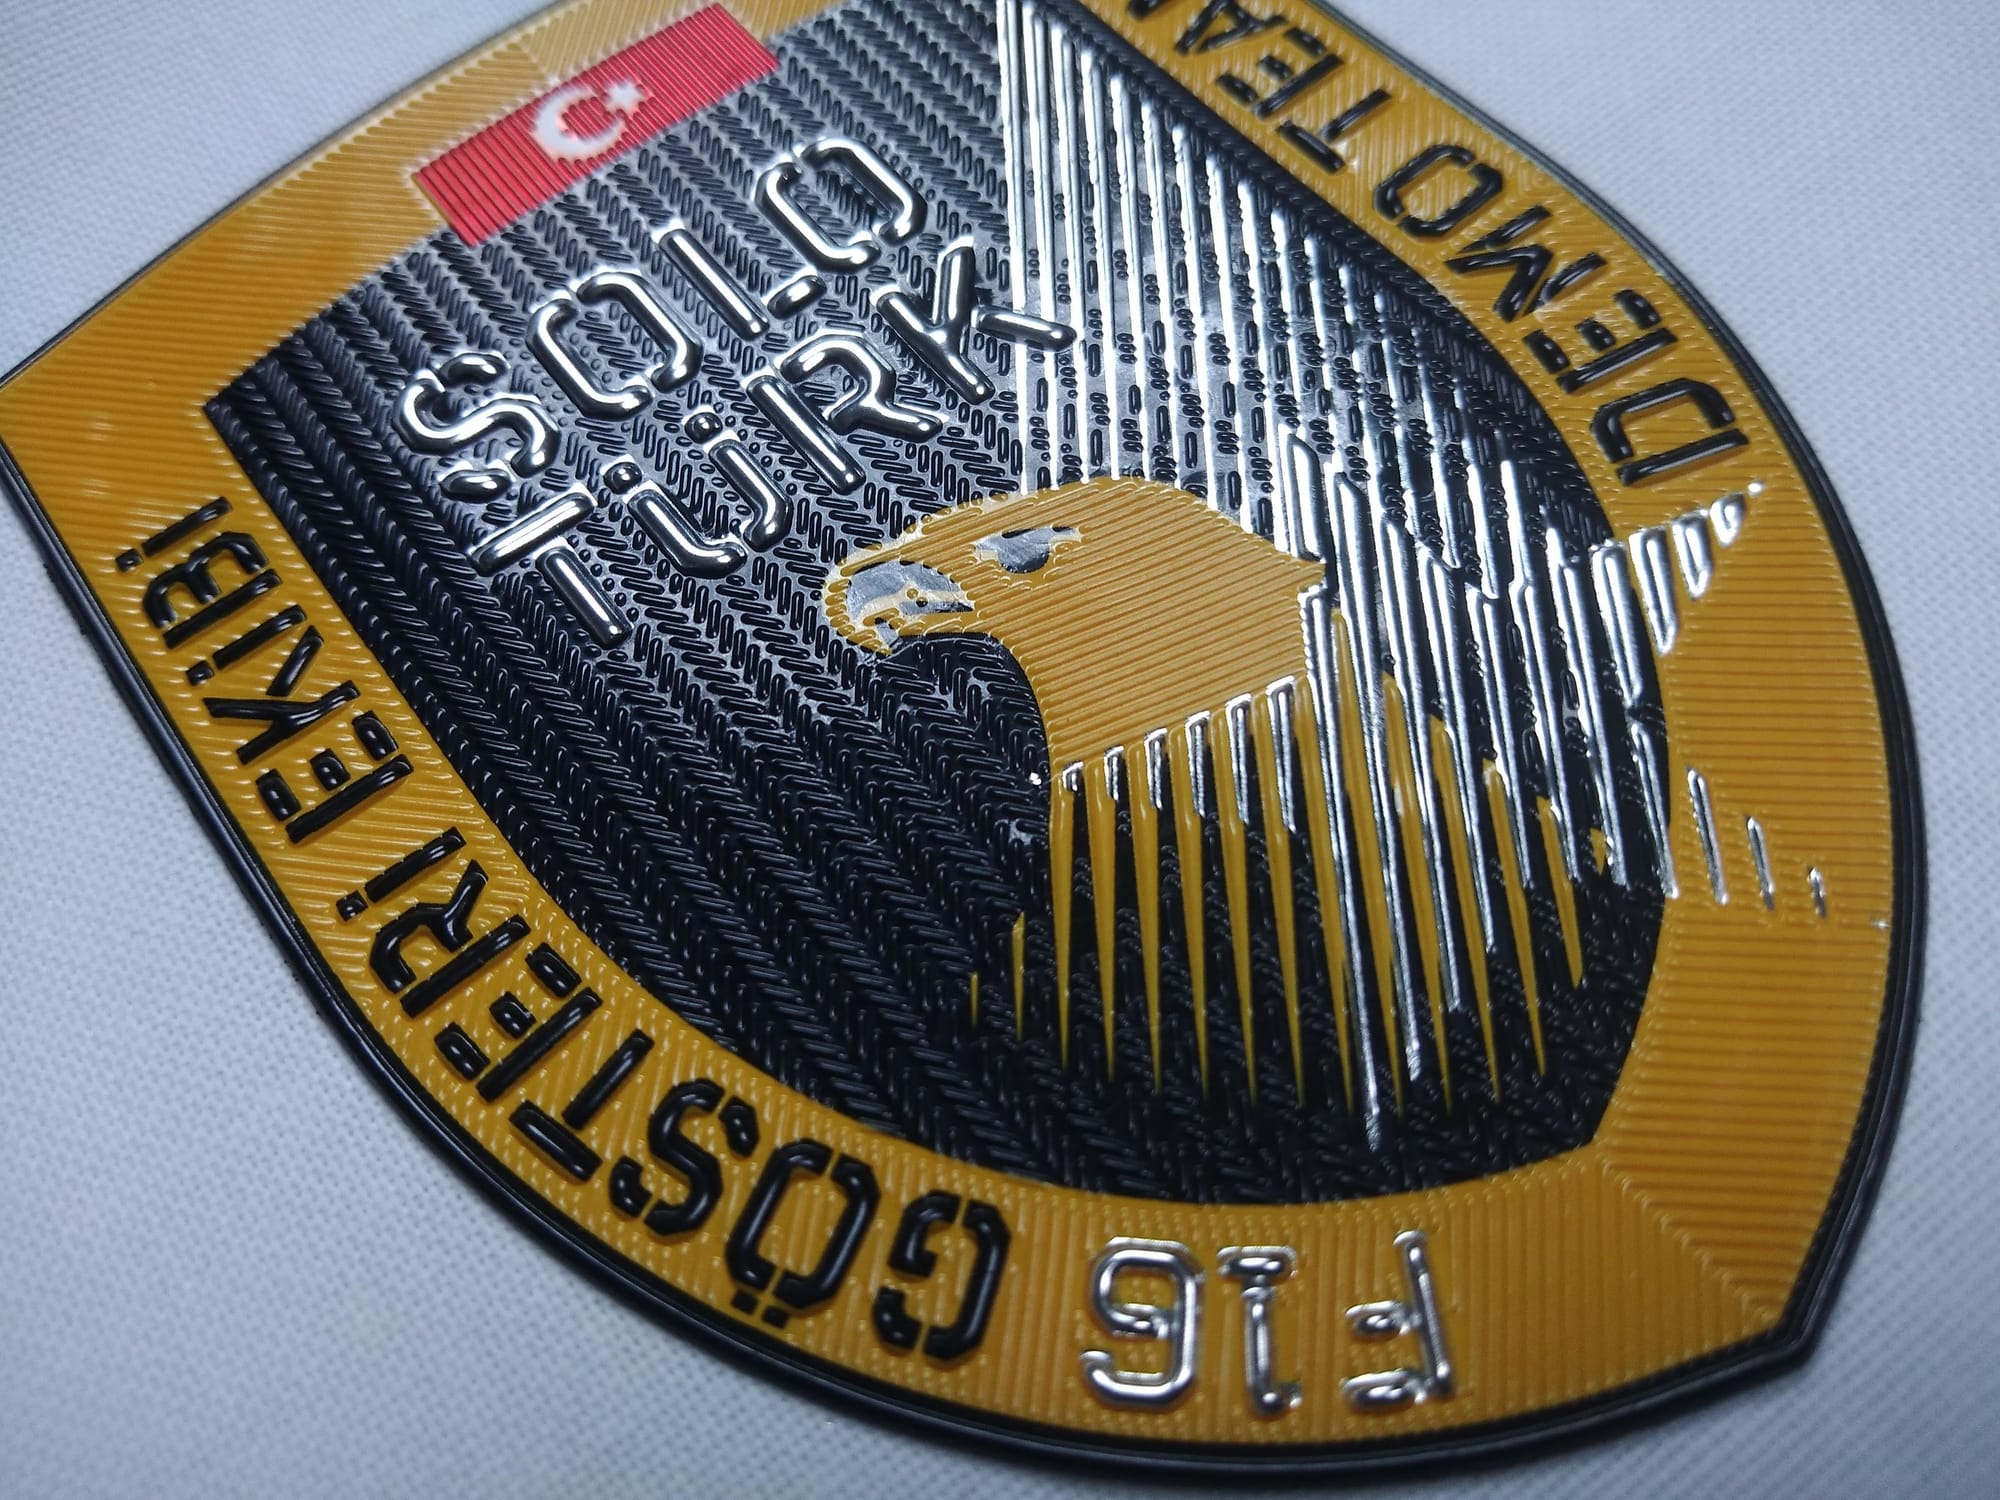 SOLO
TÜRK
F16
GÖSTERİ EKİBİ
DEMO TEAM